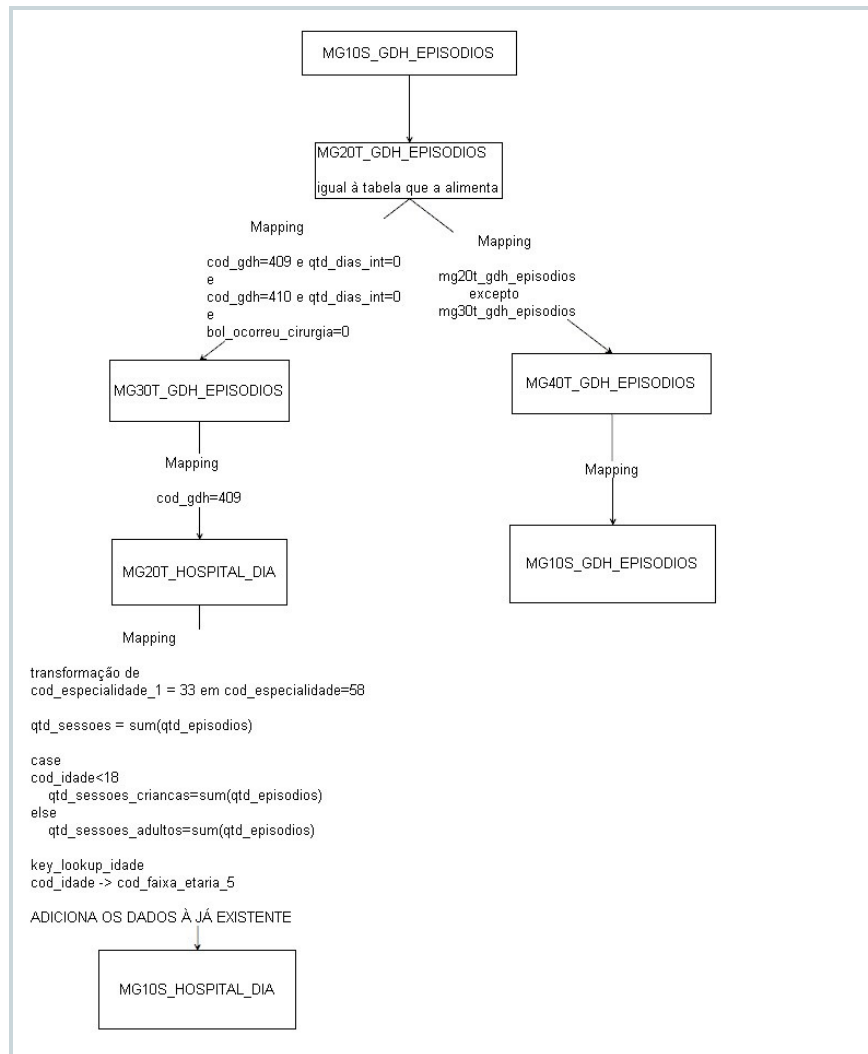 MG10S_GDH_EPISODIOS
MG20T_GDH_EPISODIOS
igual à tabela que a alimenta
Mapping
cod_gdh=409 e qtd_dias_int=0
e
cod_gdh=410 e qtd_dias_int=0
e
bol_ocorreu_cirurgia=0
Mapping
mg20t_gdh_episodios
excepto
mg30t_gdh_episodios
MG30T_GDH_EPISODIOS
MG40T_GDH_EPISODIOS
Mapping
cod_gdh=409
Mapping
MG20T_HOSPITAL_DIA
MG10S_GDH_EPISODIOS
Mapping
transformação de
cod_especialidade_1 = 33 em cod_especialidade=58
qtd_sessoes = sum(qtd_episodios)
case
cod_idade<18
qtd_sessoes_criancas=sum(qtd_episodios)
else
qtd_sessoes_adultos=sum(qtd_episodios)
key_lookup_idade
cod_idade -> cod_faixa_etaria_5
ADICIONA OS DADOS À JÁ EXISTENTE
MG10S_HOSPITAL_DIA